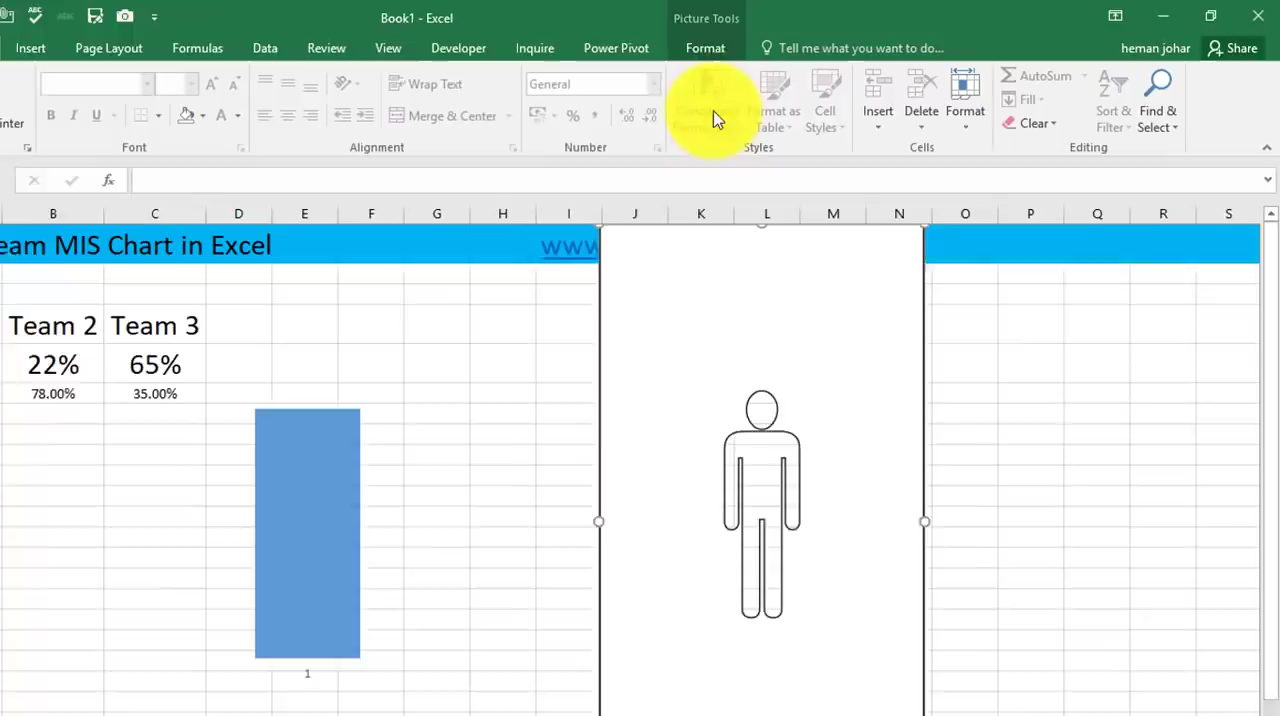 Book1 - Excel
Picture Tools
Insert
Page Layout
Formulas
Data
Review
View
Developer
Inquire
Power Pivot
Format
Tell me what you want to do...
heman johar
Share
ABC
inter
B I U
A A
A
Wrap Text
Merge & Center
General
%
Format as
Table
Cell
Styles
Insert
Delete
Format
AutoSum
Fill
Clear
Sort &
Filter
Find &
Select
Font
Alignment
Number
Styles
Cells
Editing
fx
B C D E F G H I J K L M N O P Q R S
eam MIS Chart in Excel
www
Team 2 Team 3
22% 65%
78.00% 35.00%
1